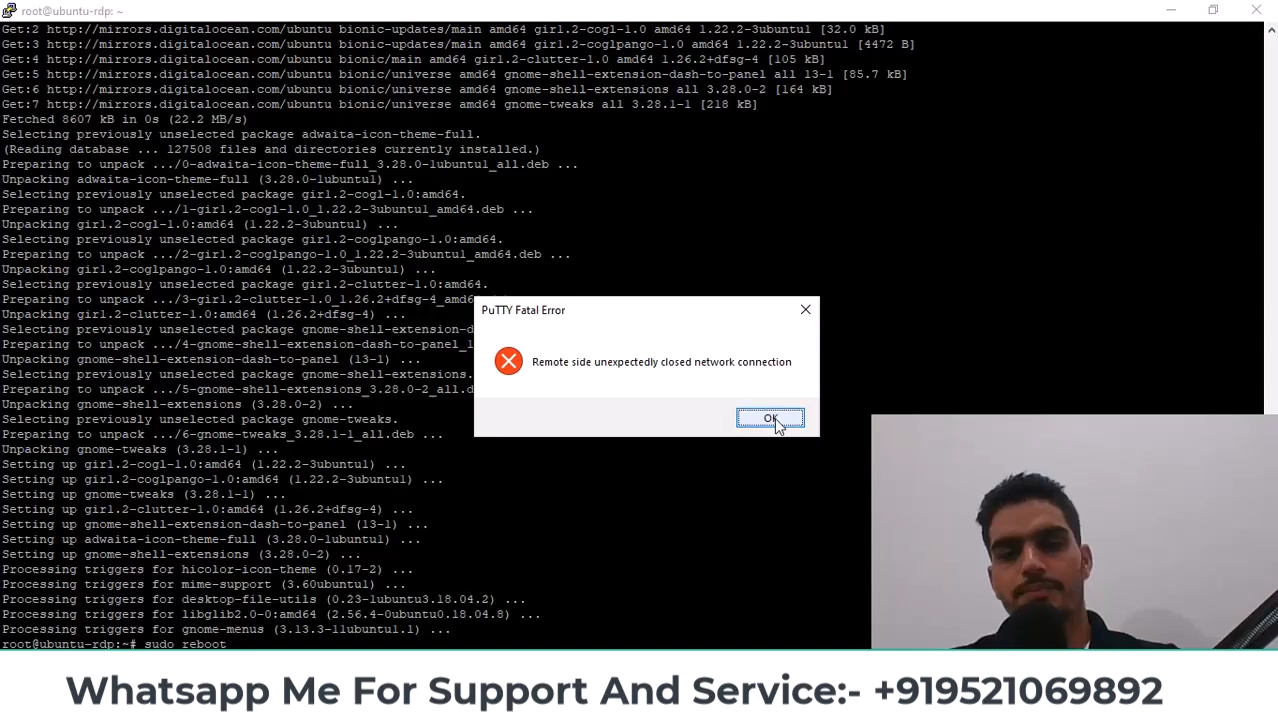 root@ubuntu-rdp: ~
Get:2 http://mirrors.digitalocean.com/ubuntu bionic-updates/main amd64 gir1.2-cogl-1.0 amd64 1.22.2-3ubuntu1 [32.0 kB]
Get:3 http://mirrors.digitalocean.com/ubuntu bionic-updates/main amd64 gir1.2-coglpango-1.0 amd64 1.22.2-3ubuntu1 [4472 B]
Get:4 http://mirrors.digitalocean.com/ubuntu bionic/main amd64 gir1.2-clutter-1.0 amd64 1.26.2+dfsg-4 [105 kB]
Get:5 http://mirrors.digitalocean.com/ubuntu bionic/universe amd64 gnome-shell-extension-dash-to-panel all 13-1 [85.7 kB]
Get:6 http://mirrors.digitalocean.com/ubuntu bionic/universe amd64 gnome-shell-extensions all 3.28.0-2 [164 kB]
Get:7 http://mirrors.digitalocean.com/ubuntu bionic/universe amd64 gnome-tweaks all 3.28.1-1 [218 kB]
Fetched 8607 kB in 0s (22.2 MB/s)
Selecting previously unselected package adwaita-icon-theme-full.
(Reading database ... 127508 files and directories currently installed.)
Preparing to unpack .../0-adwaita-icon-theme-full_3.28.0-1ubuntu1_all.deb ...
Unpacking adwaita-icon-theme-full (3.28.0-1ubuntu1) ...
Selecting previously unselected package gir1.2-cogl-1.0:amd64.
Preparing to unpack .../1-gir1.2-cogl-1.0_1.22.2-3ubuntu1_amd64.deb ...
Unpacking gir1.2-cogl-1.0:amd64 (1.22.2-3ubuntu1) ...
Selecting previously unselected package gir1.2-coglpango-1.0:amd64.
Preparing to unpack .../2-gir1.2-coglpango-1.0_1.22.2-3ubuntu1_amd64.deb ...
Unpacking gir1.2-coglpango-1.0:amd64 (1.22.2-3ubuntu1) ...
Selecting previously unselected package gir1.2-clutter-1.0:amd64.
Preparing to unpack .../3-gir1.2-clutter-1.0_1.26.2+dfsg-4_amd6
Unpacking gir1.2-clutter-1.0:amd64 (1.26.2+dfsg-4) ...
Selecting previously unselected package gnome-shell-extension-d
Preparing to unpack .../4-gnome-shell-extension-dash-to-panel_1
Unpacking gnome-shell-extension-dash-to-panel (13-1) ...
Selecting previously unselected package gnome-shell-extensions.
Preparing to unpack .../5-gnome-shell-extensions_3.28.0-2_all.d
Unpacking gnome-shell-extensions (3.28.0-2) ...
Selecting previously unselected package gnome-tweaks.
Preparing to unpack .../6-gnome-tweaks_3.28.1-1_all.deb ...
Unpacking gnome-tweaks (3.28.1-1) ...
Setting up gir1.2-cogl-1.0:amd64 (1.22.2-3ubuntu1) ...
Setting up gir1.2-coglpango-1.0:amd64 (1.22.2-3ubuntu1) ...
Setting up gnome-tweaks (3.28.1-1) ...
Setting up gir1.2-clutter-1.0:amd64 (1.26.2+dfsg-4) ...
Setting up gnome-shell-extension-dash-to-panel (13-1) ...
Setting up adwaita-icon-theme-full (3.28.0-1ubuntu1) ...
Setting up gnome-shell-extensions (3.28.0-2) ...
Processing triggers for hicolor-icon-theme (0.17-2) ...
Processing triggers for mime-support (3.60ubuntu1) ...
Processing triggers for desktop-file-utils (0.23-1ubuntu3.18.04.2) ...
Processing triggers for libglib2.0-0:amd64 (2.56.4-0ubuntu0.18.04.8) ...
Processing triggers for gnome-menus (3.13.3-11ubuntu1.1) ...
root@ubuntu-rdp:~# sudo reboot
PuTTY Fatal Error
Remote side unexpectedly closed network connection
OK
Whatsapp Me For Support And Service:- +919521069892